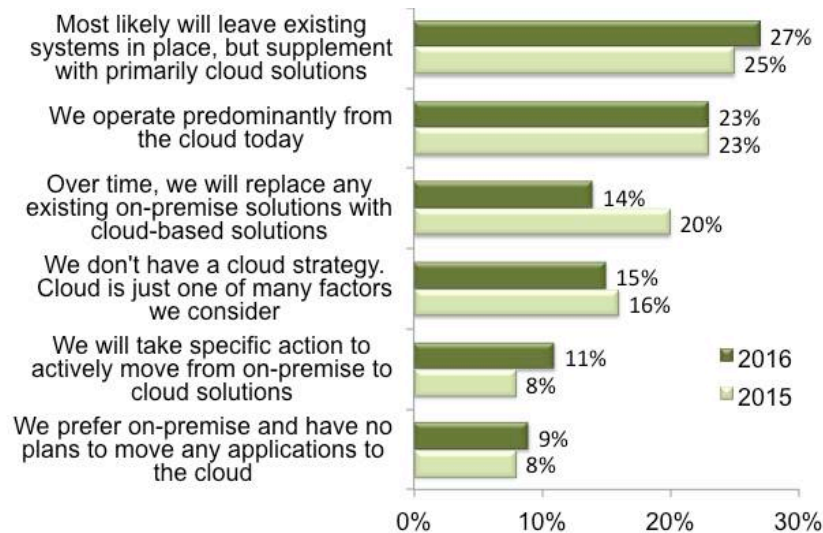 Most likely will leave existing
systems in place, but supplement
with primarily cloud solutions
27%
25%
We operate predominantly from
the cloud today
23%
23%
Over time, we will replace any
existing on-premise solutions with
cloud-based solutions
14%
20%
We don't have a cloud strategy.
Cloud is just one of many factors
we consider
15%
16%
We will take specific action to
actively move from on-premise to
cloud solutions
11%
8%
2016
2015
We prefer on-premise and have no
plans to move any applications to
the cloud
9%
8%
0% 10% 20% 30%